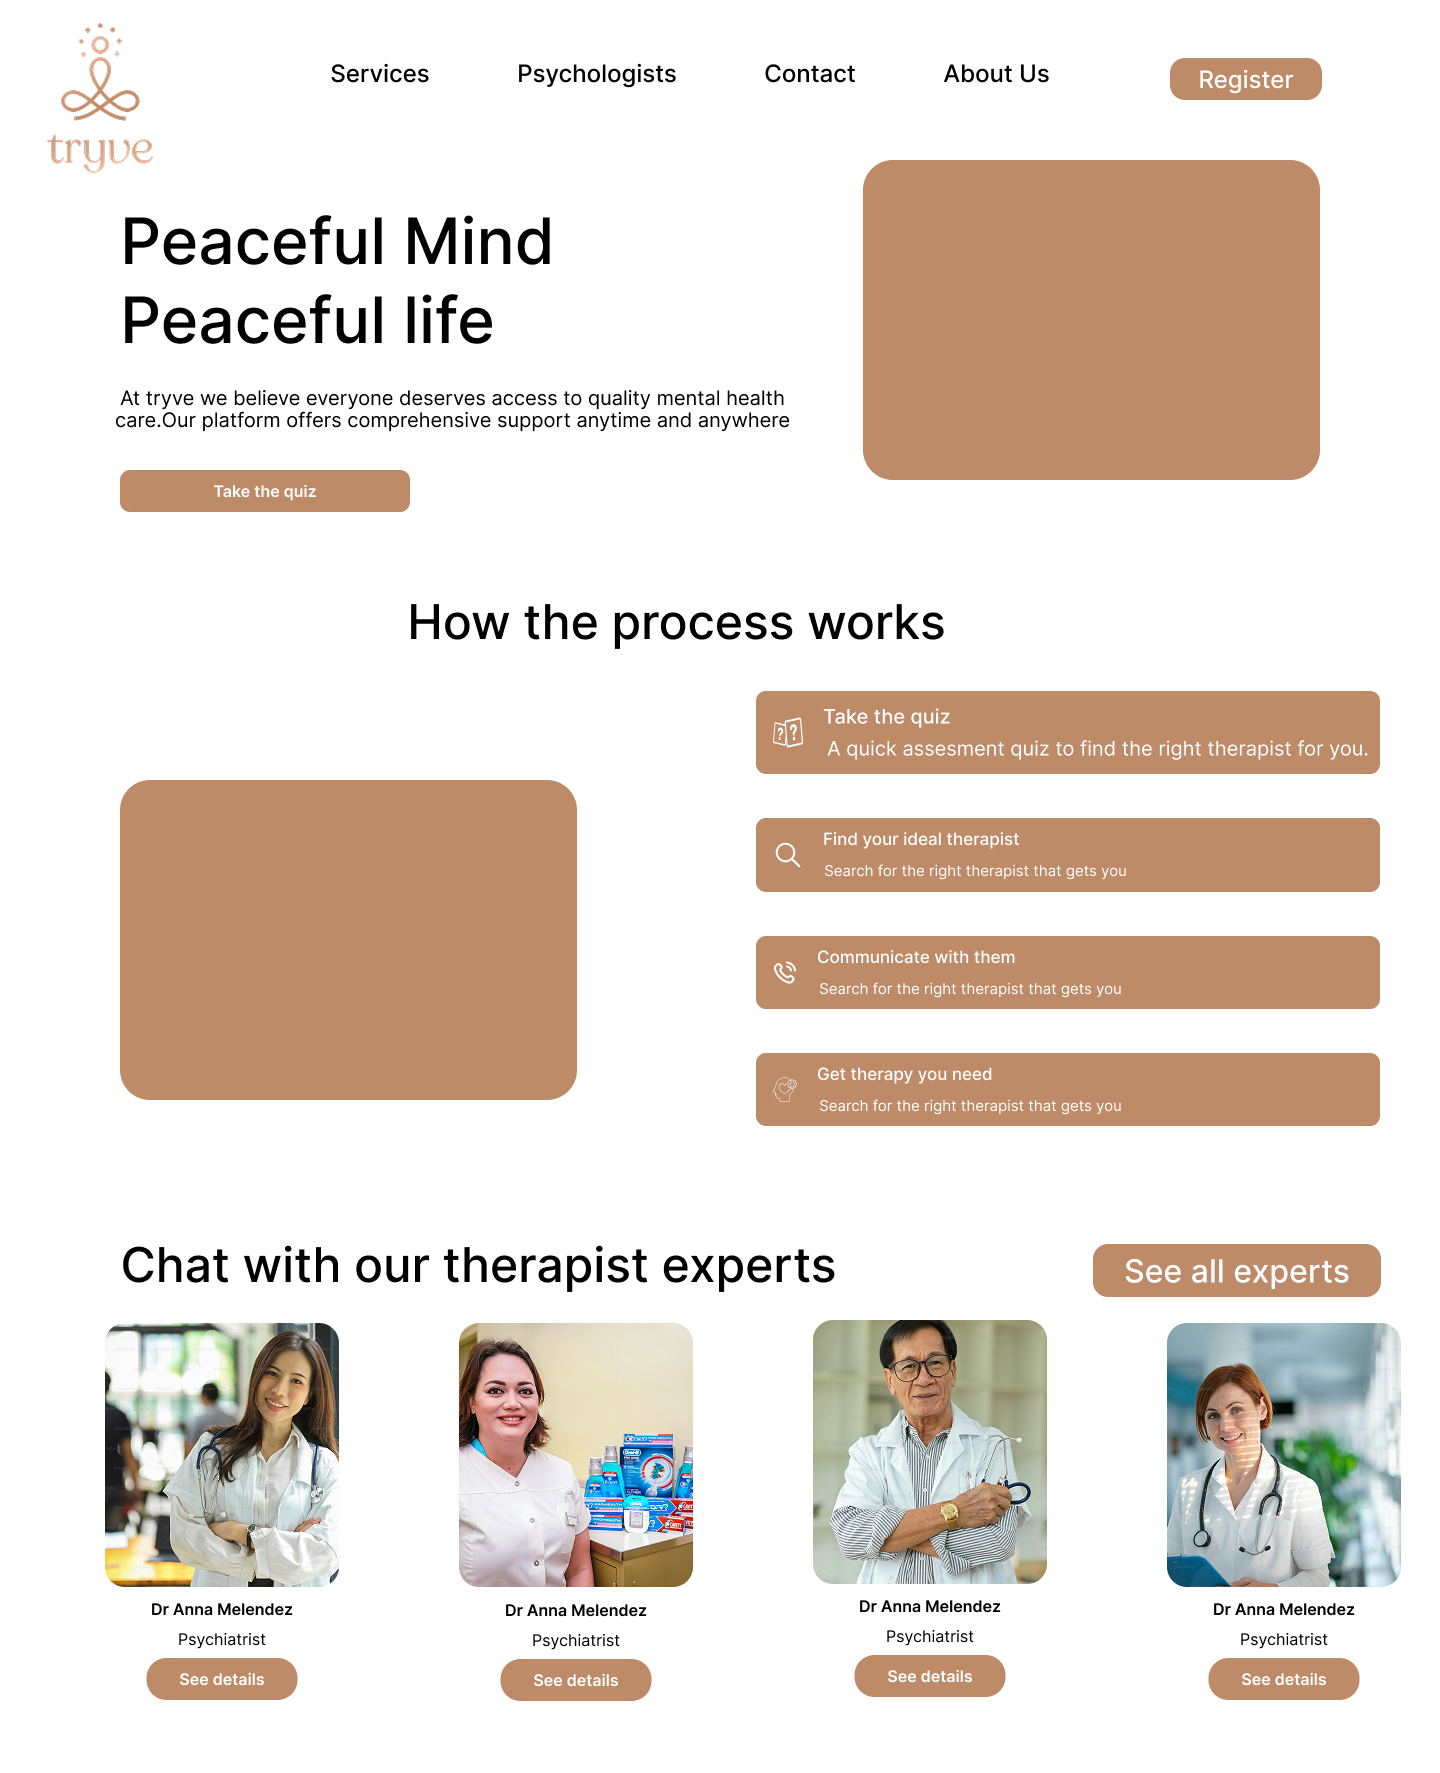 tryve
Services
Psychologists
Contact
About Us
Register
Peaceful Mind
Peaceful life
At tryve we believe everyone deserves access to quality mental health
care.Our platform offers comprehensive support anytime and anywhere
Take the quiz
How the process works
Take the quiz
A quick assesment quiz to find the right therapist for you.
Find your ideal therapist
Search for the right therapist that gets you
Communicate with them
Search for the right therapist that gets you
Get therapy you need
Search for the right therapist that gets you
Chat with our therapist experts
See all experts
Oral-B
Dr Anna Melendez
Psychiatrist
See details
Dr Anna Melendez
Psychiatrist
See details
Dr Anna Melendez
Psychiatrist
See details
Dr Anna Melendez
Psychiatrist
See details